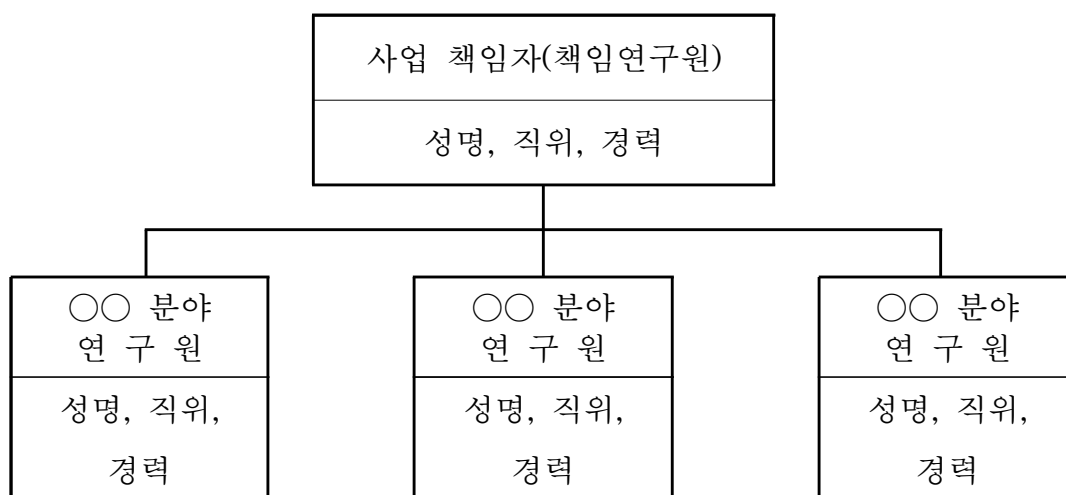 사업 책임자(책임연구원)
성명, 직위, 경력
○○ 분야
연 구 원
성명, 직위,
경력
○○ 분야
연 구 원
성명, 직위,
경력
○○ 분야
연 구 원
성명, 직위,
경력